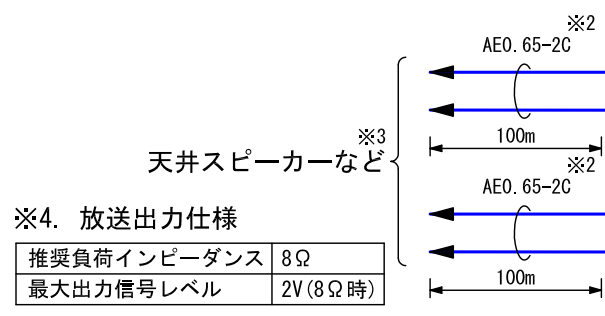 ※2
AE0.65-2C
100m
※3
天井スピーカーなど
※2
AE0.65-2C
100m
※4. 放送出力仕様
推奨負荷インピーダンス 8Ω
最大出力信号レベル 2V(8Ω時)